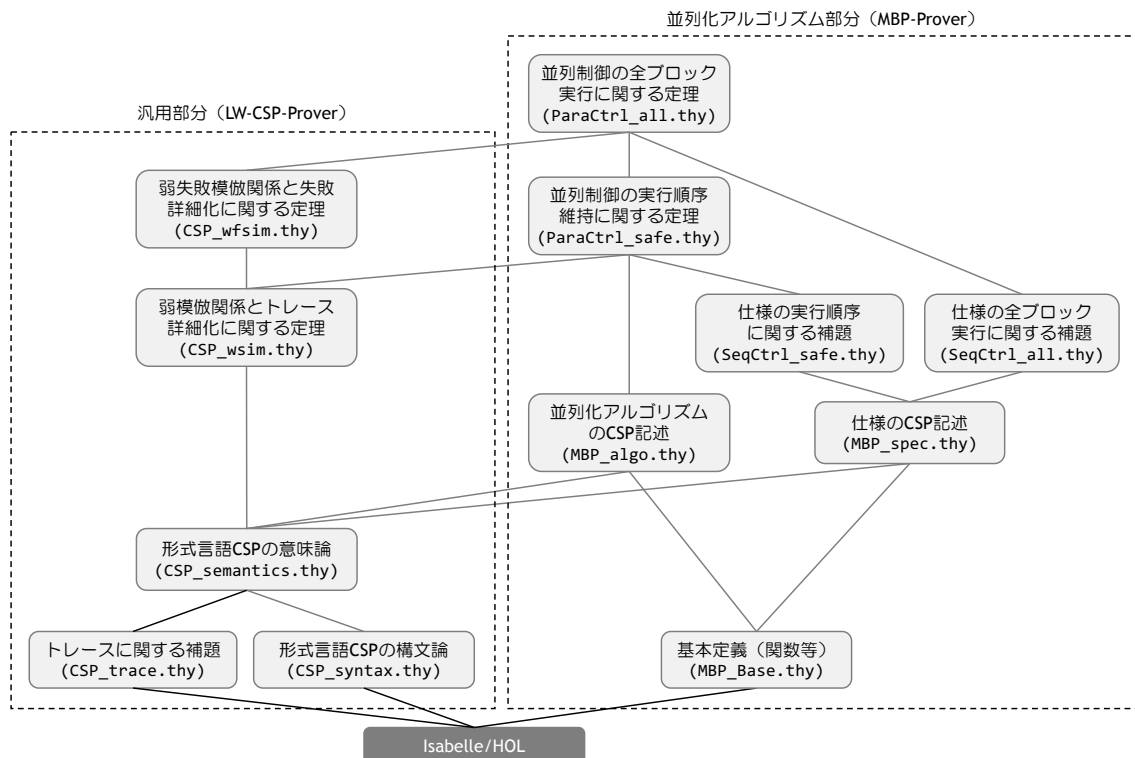 並列化アルゴリズム部分（MBP-Prover）
並列制御の全ブロック
実行に関する定理
(ParaCtrl_all.thy)
汎用部分（LW-CSP-Prover）
弱失敗模倣関係と失敗
詳細化に関する定理
(CSP_wfsim.thy)
並列制御の実行順序
維持に関する定理
(ParaCtrl_safe.thy)
弱模倣関係とトレース
詳細化に関する定理
(CSP_wsim.thy)
仕様の実行順序
に関する補題
(SeqCtrl_safe.thy)
仕様の全ブロック
実行に関する補題
(SeqCtrl_all.thy)
並列化アルゴリズム
のCSP記述
(MBP_algo.thy)
仕様のCSP記述
(MBP_spec.thy)
形式言語CSPの意味論
(CSP_semantics.thy)
トレースに関する補題
(CSP_trace.thy)
形式言語CSPの構文論
(CSP_syntax.thy)
基本定義（関数等）
(MBP_Base.thy)
Isabelle/HOL